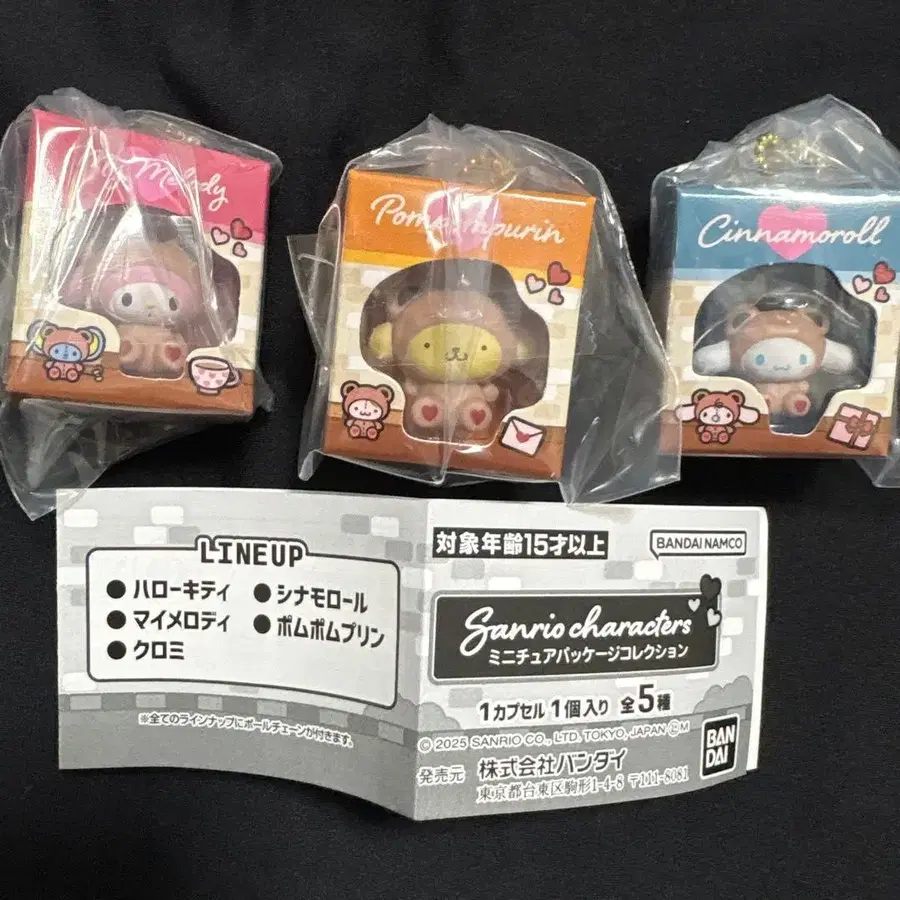 My Melody
Pompompurin
Cinnamoroll
LINEUP
●ハローキティ
●マイメロディ
●クロミ
●シナモロール
●ポムポムプリン
※全てのラインナップにボールチェーンが付きます。
対象年齢15才以上
BANDAI NAMCO
Sanrio characters
ミニチュアパッケージコレクション
1カプセル1個入り 全5種
© 2025 SANRIO CO., LTD. TOKYO, JAPAN Ⓛ Ⓜ
発売元 株式会社バンダイ
東京都台東区駒形1-4-8 〒111-8081
BAN
DAI